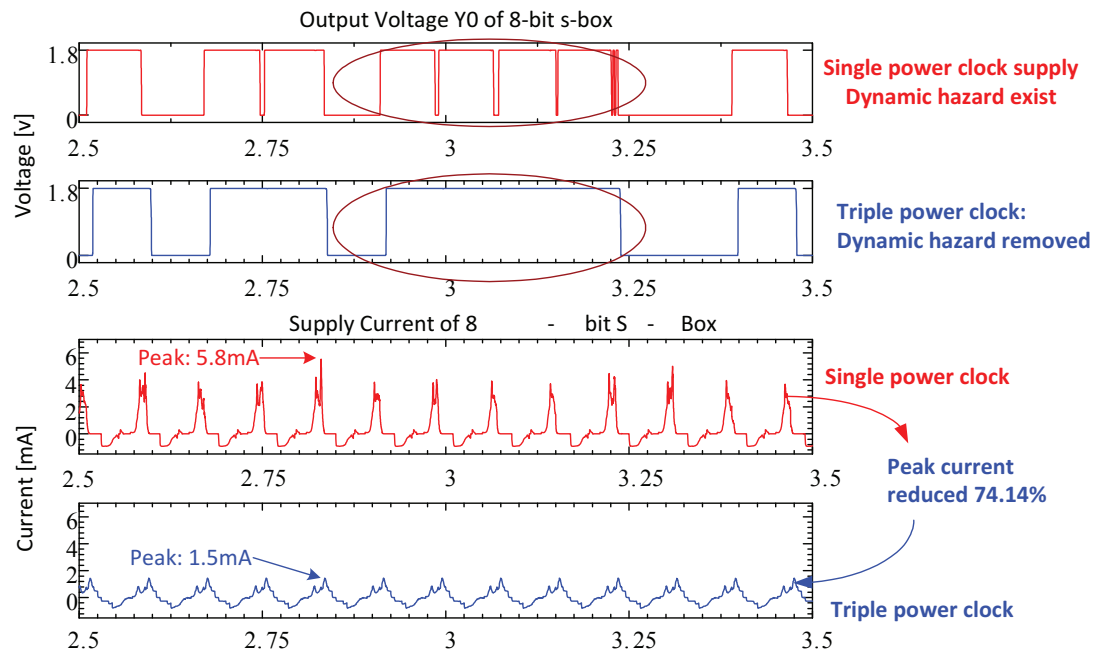 Output Voltage Y0 of 8-bit s-box
1.8
0
2.5 2.75 3 3.25 3.5
Single power clock supply
Dynamic hazard exist
Voltage [v]
1.8
0
2.5 2.75 3 3.25 3.5
Triple power clock:
Dynamic hazard removed
Supply Current of 8 - bit S - Box
6
4
2
0
Peak: 5.8mA
2.5 2.75 3 3.25 3.5
Single power clock
Current [mA]
Peak current
reduced 74.14%
6
4
2
0
Peak: 1.5mA
2.5 2.75 3 3.25 3.5
Triple power clock